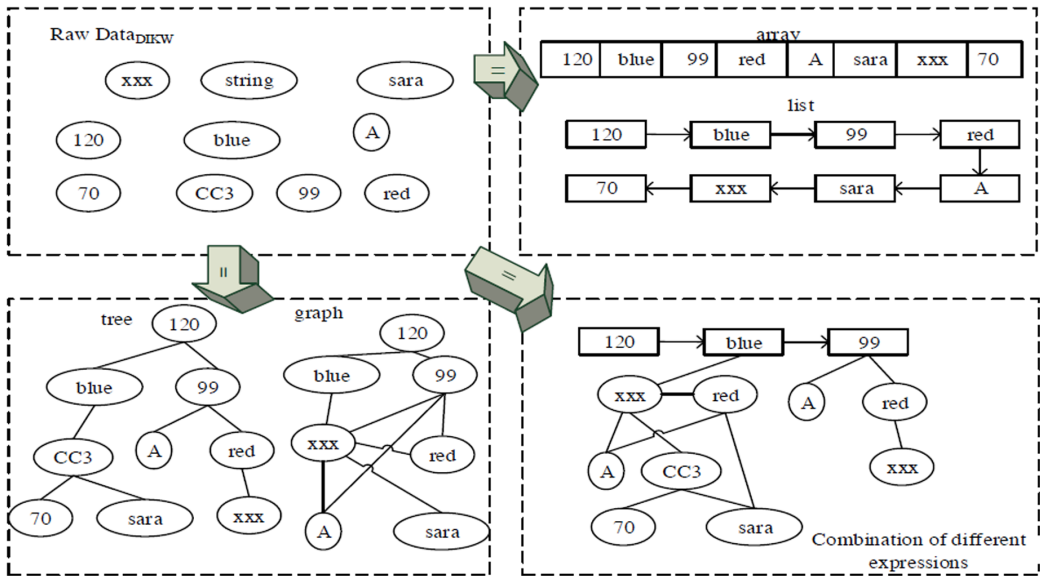 Raw Data_DIKW
xxx string sara
120 blue A
70 CC3 99 red
=
array
120 blue 99 red A sara xxx 70
list
120 blue 99 red
70 xxx sara A
=
=
tree
120
blue 99
CC3 A red
70 sara xxx
graph
120
blue 99
xxx red
A sara
120 blue 99
xxx red A red
A CC3 xxx
70 sara
Combination of different
expressions